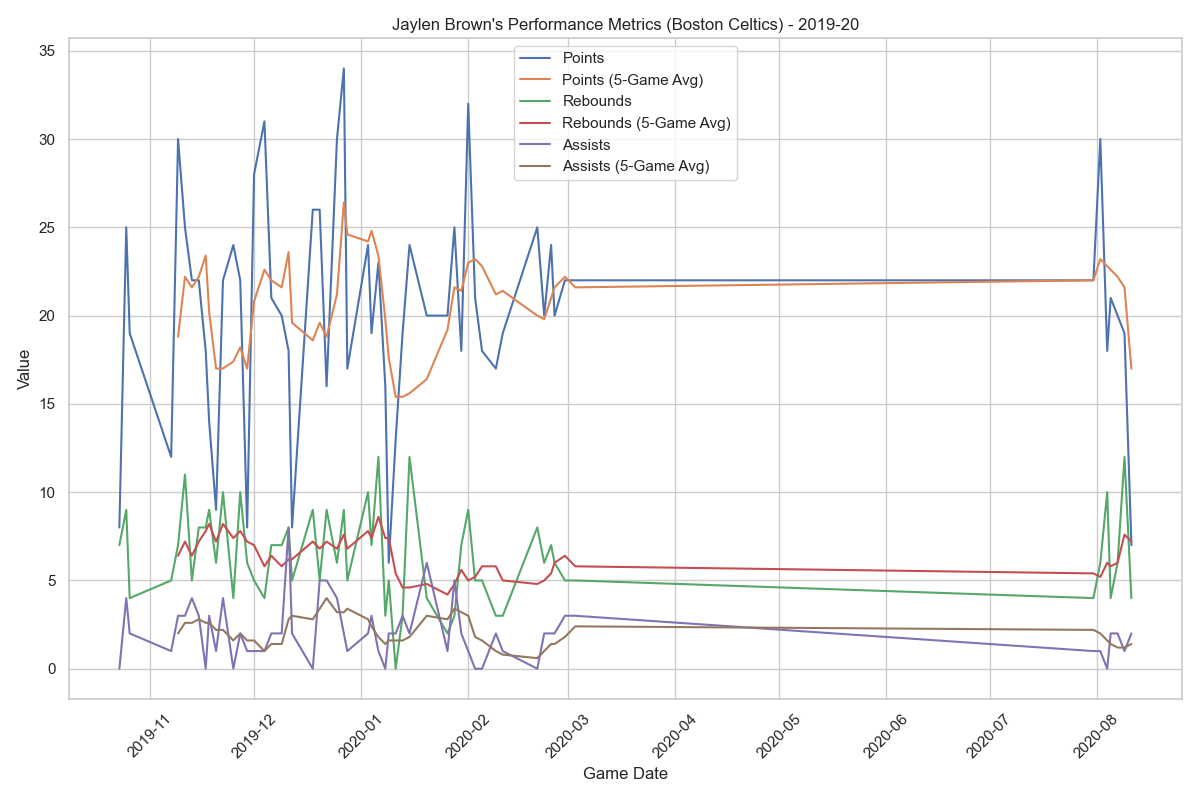 Jaylen Brown's Performance Metrics (Boston Celtics) - 2019-20
Points
Points (5-Game Avg)
Rebounds
Rebounds (5-Game Avg)
Assists
Assists (5-Game Avg)
Value
35
30
25
20
15
10
5
0
2019-11
2019-12
2020-01
2020-02
2020-03
2020-04
2020-05
2020-06
2020-07
2020-08
Game Date